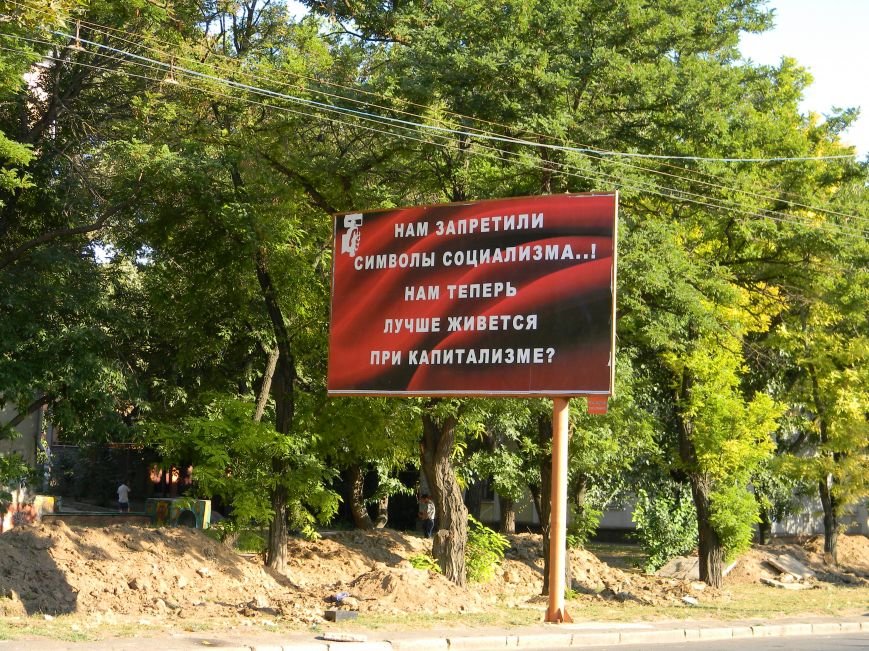 НАМ ЗАПРЕТИЛИ
СИМВОЛЫ СОЦИАЛИЗМА..!
НАМ ТЕПЕРЬ
ЛУЧШЕ ЖИВЕТСЯ
ПРИ КАПИТАЛИЗМЕ?